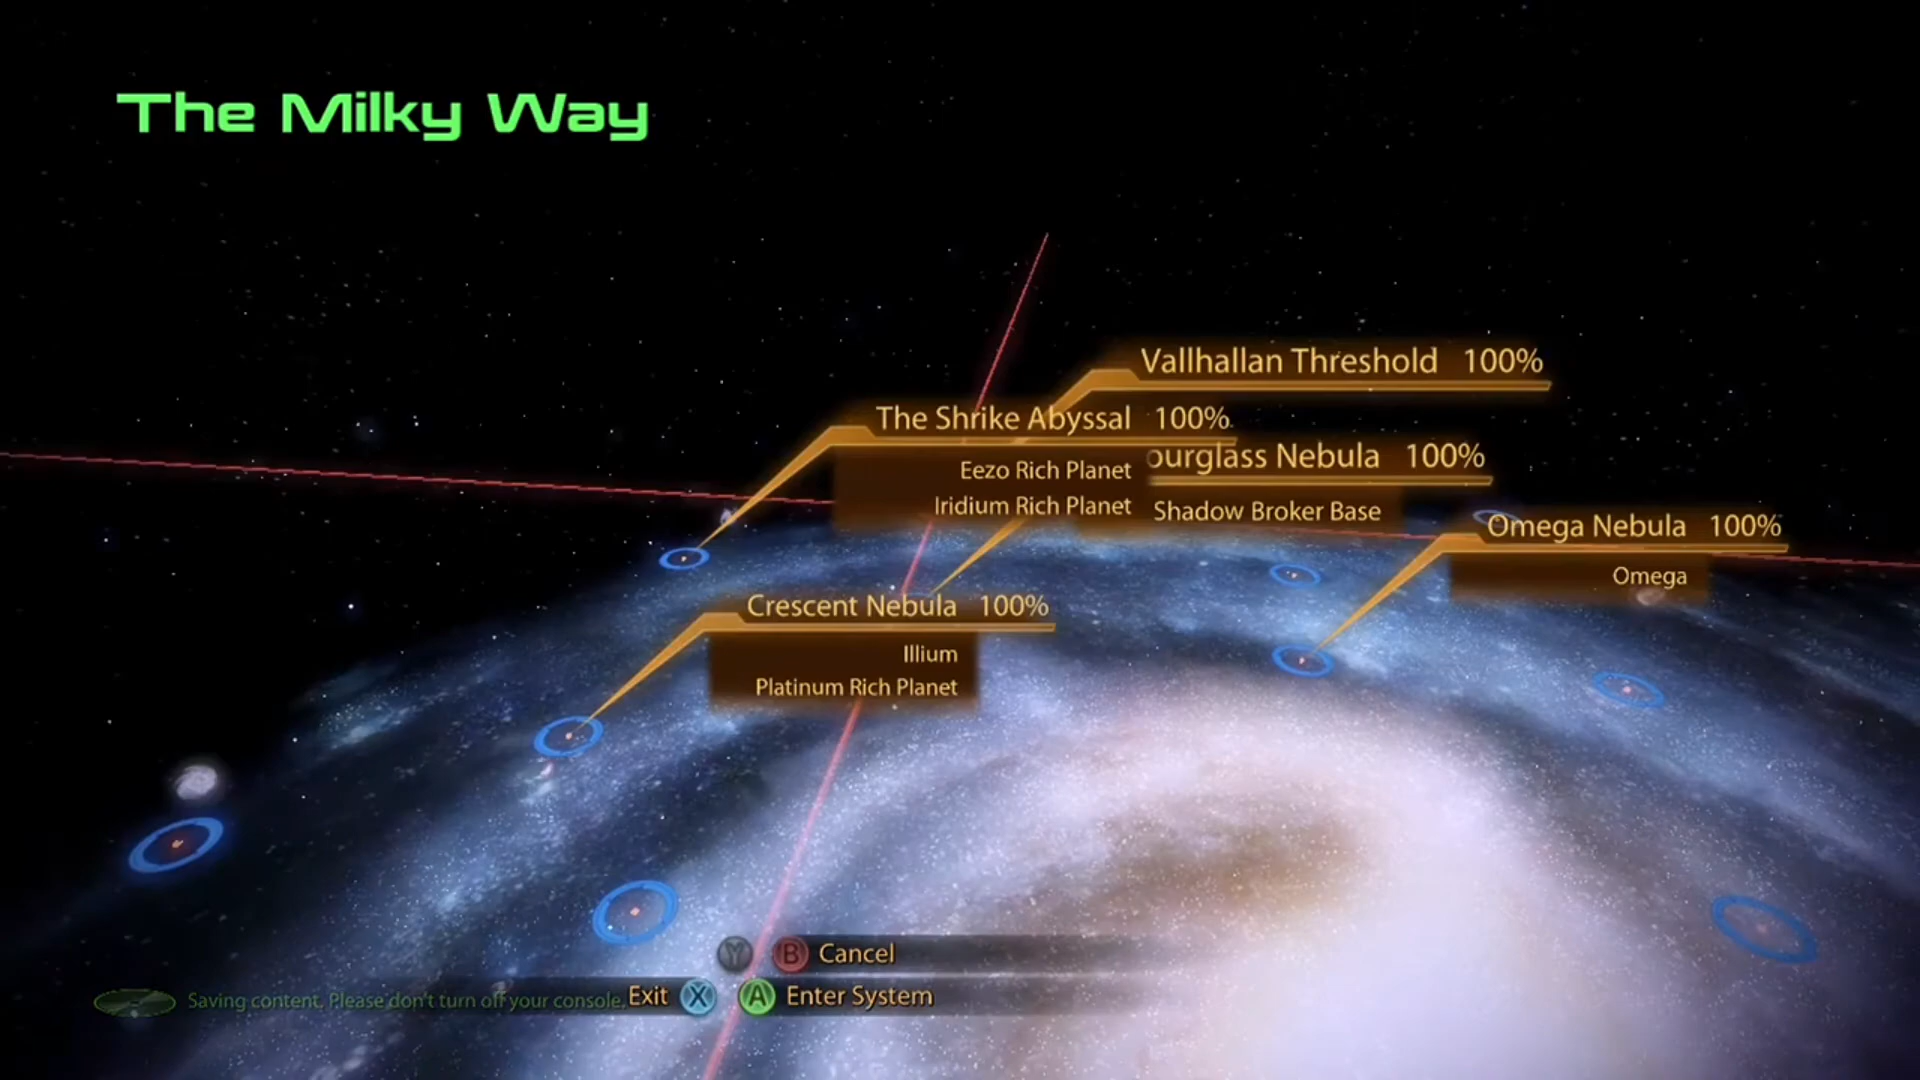 The Milky Way
Vallhallan Threshold 100%
The Shrike Abyssal 100%
Eezo Rich Planet
Iridium Rich Planet
ourglass Nebula 100%
Shadow Broker Base
Omega Nebula 100%
Omega
Crescent Nebula 100%
Illium
Platinum Rich Planet
Y B Cancel
Saving content. Please don't turn off your console.
Exit X A Enter System